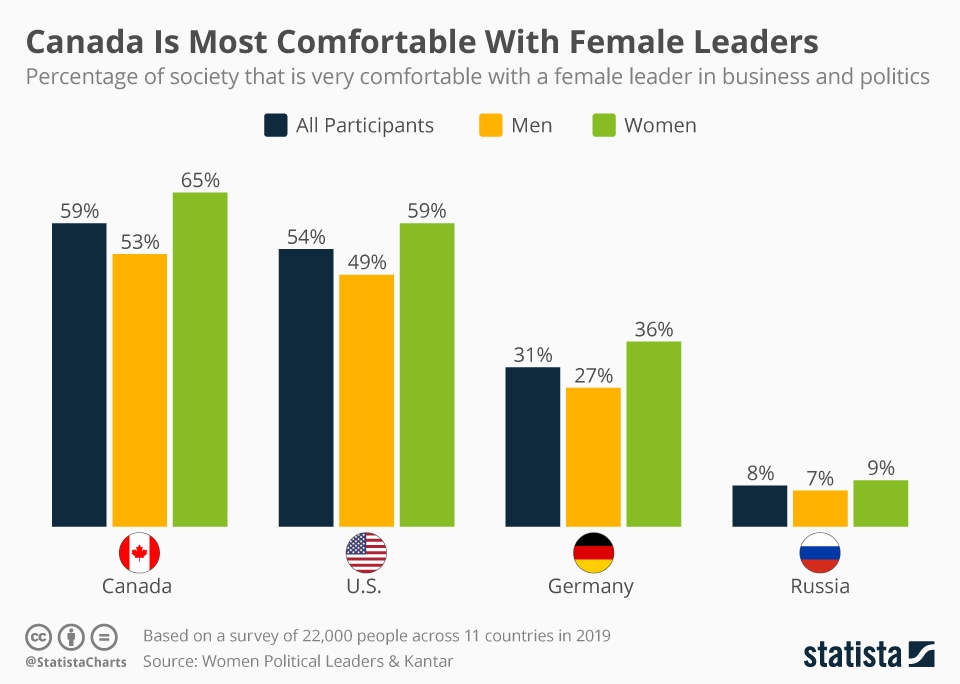 Canada Is Most Comfortable With Female Leaders
Percentage of society that is very comfortable with a female leader in business and politics
All Participants Men Women
59% 53% 65% 54% 49% 59% 31% 27% 36% 8% 7% 9%
Canada U.S. Germany Russia
cc = Based on a survey of 22,000 people across 11 countries in 2019
@StatistaCharts Source: Women Political Leaders & Kantar
statista